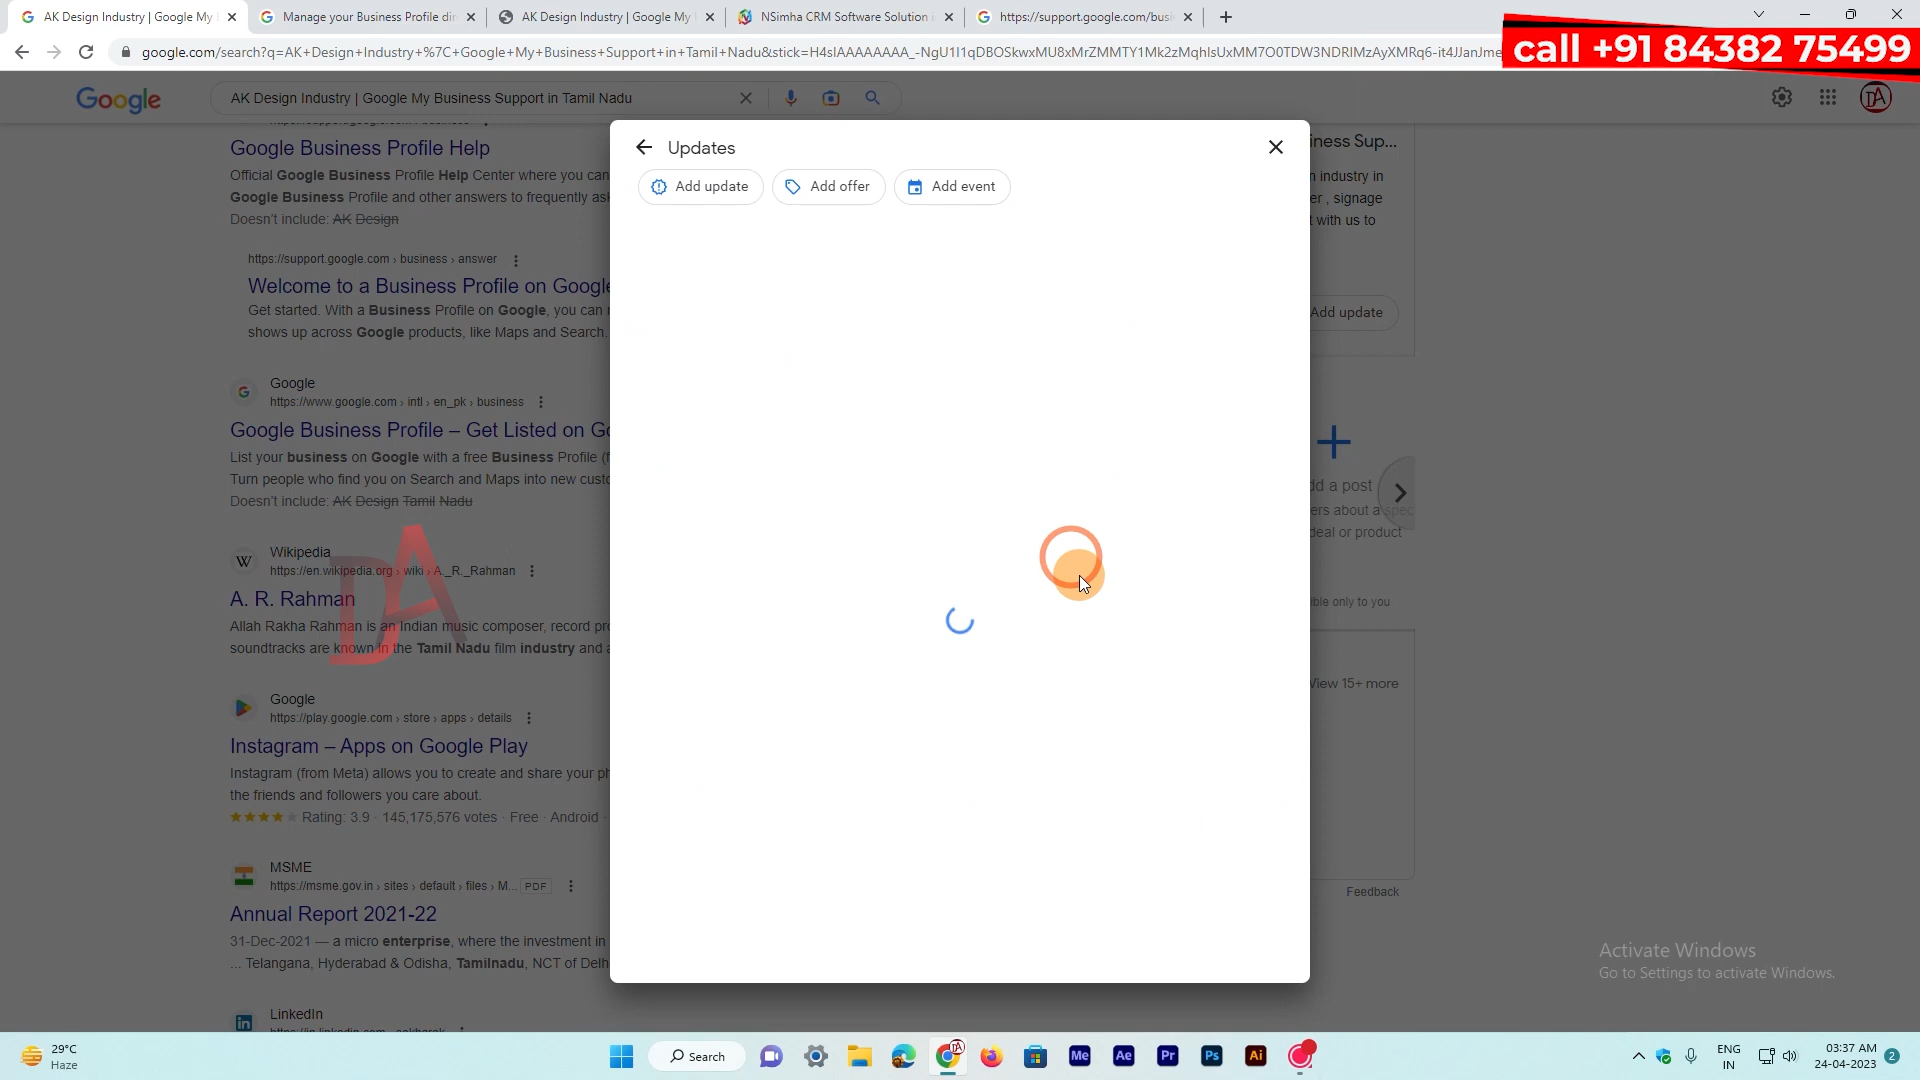 AK Design Industry | Google My
Manage your Business Profile dir
AK Design Industry | Google My
NSimha CRM Software Solution
https://support.google.com/busi
google.com/search?q=AK+Design+Industry+%7C+Google+My+Business+Support+in+Tamil+Nadu&stick=
call +91 84382 75499
Google
AK Design Industry | Google My Business Support in Tamil Nadu
DA
Updates
Add update
Add offer
Add event
Google Business Profile Help
Official Google Business Profile Help Center where you can
Google Business Profile and other answers to frequently as
Doesn't include: AK Design
https://support.google.com › business › answer
Welcome to a Business Profile on Googl
Get started. With a Business Profile on Google, you can
shows up across Google products, like Maps and Search.
Google
https://www.google.com › intl › en_pk › business
Google Business Profile – Get Listed on G
List your business on Google with a free Business Profile (f
Turn people who find you on Search and Maps into new cust
Doesn't include: AK Design Tamil Nadu
Wikipedia
https://en.wikipedia.org › wiki › A._R._Rahman
A. R. Rahman
Allah Rakha Rahman is an Indian music composer, record pr
soundtracks are known in the Tamil Nadu film industry and a
DA
Google
https://play.google.com › store › apps › details
Instagram – Apps on Google Play
Instagram (from Meta) allows you to create and share your ph
the friends and followers you care about.
Rating: 3.9 · 145,175,576 votes · Free · Android ·
MSME
https://msme.gov.in › sites › default › files › M... PDF
Annual Report 2021-22
31-Dec-2021 — a micro enterprise, where the investment in
... Telangana, Hyderabad & Odisha, Tamilnadu, NCT of Delh
LinkedIn
iness Sup...
n industry in
er , signage
t with us to
Add update
d a post
ers about a spec
deal or product
ible only to you
View 15+ more
Feedback
Activate Windows
Go to Settings to activate Windows.
29°C
Haze
Search
Me
Ae
Pr
Ps
Ai
ENG
IN
03:37 AM
24-04-2023
2